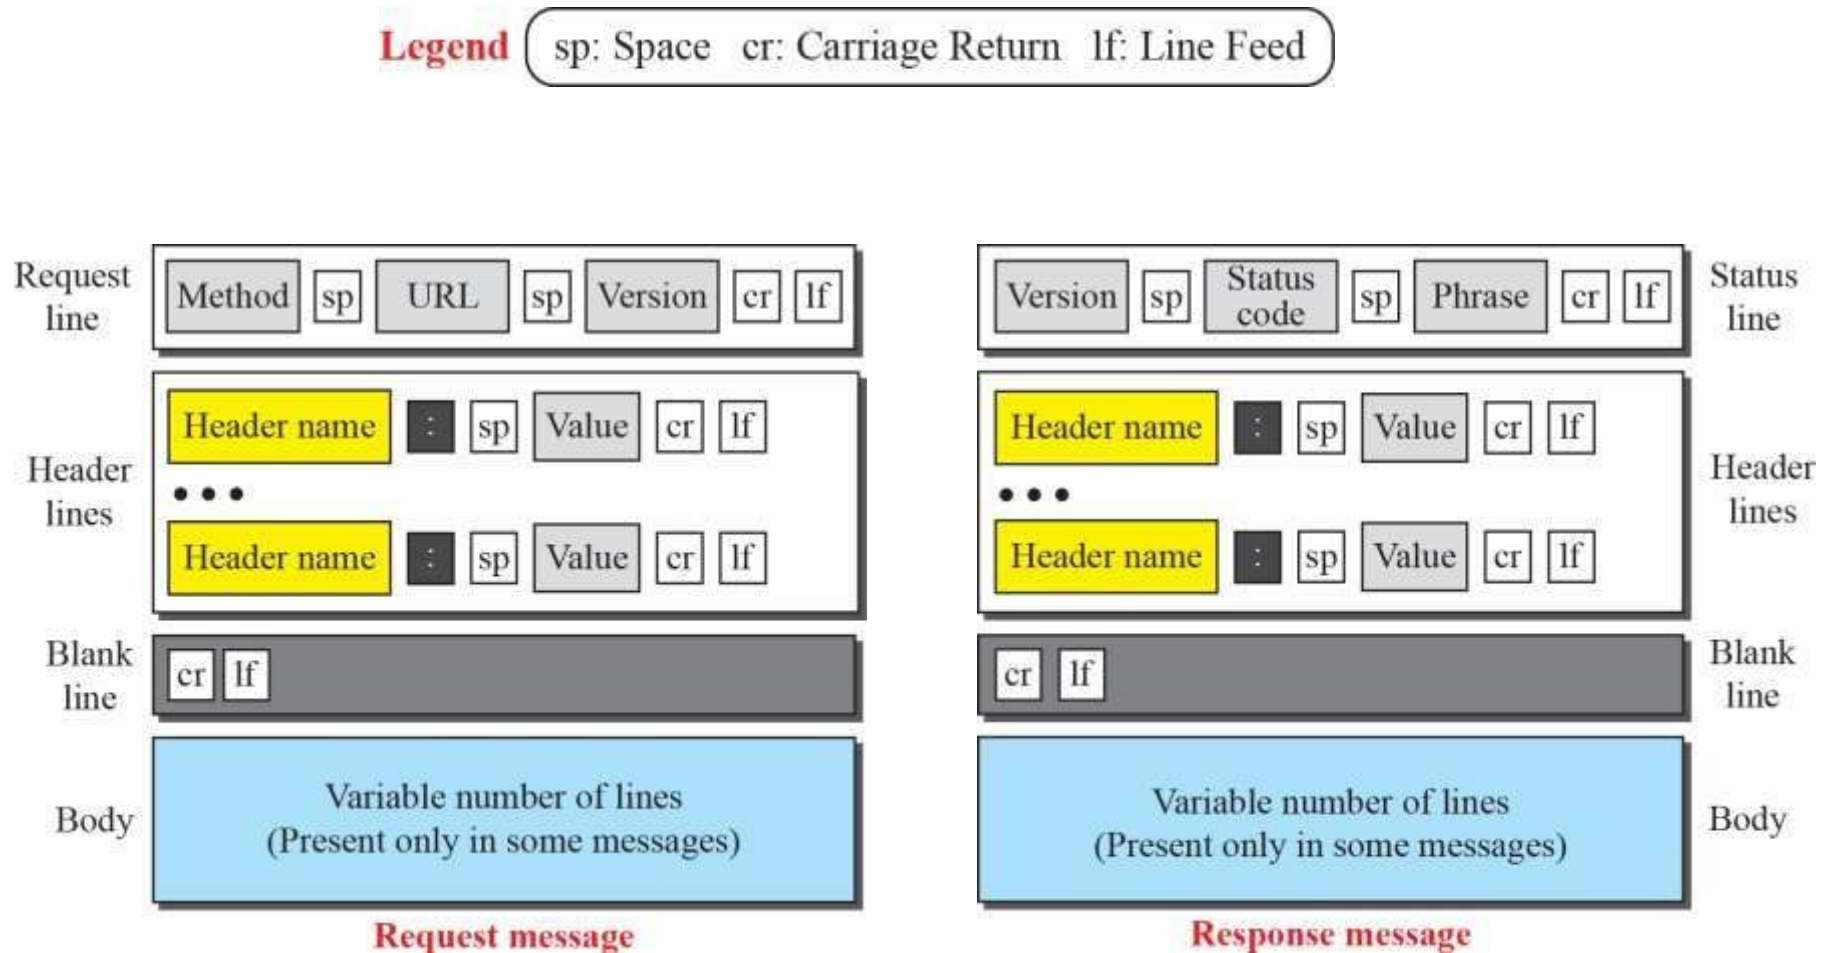 Legend sp: Space cr: Carriage Return lf: Line Feed
Request line
Method sp URL sp Version cr lf
Header lines
Header name : sp Value cr lf
• • •
Header name : sp Value cr lf
Blank line
cr lf
Body
Variable number of lines
(Present only in some messages)
Request message
Version sp Status code sp Phrase cr lf
Status line
Header name : sp Value cr lf
• • •
Header name : sp Value cr lf
Header lines
cr lf
Blank line
Variable number of lines
(Present only in some messages)
Body
Response message